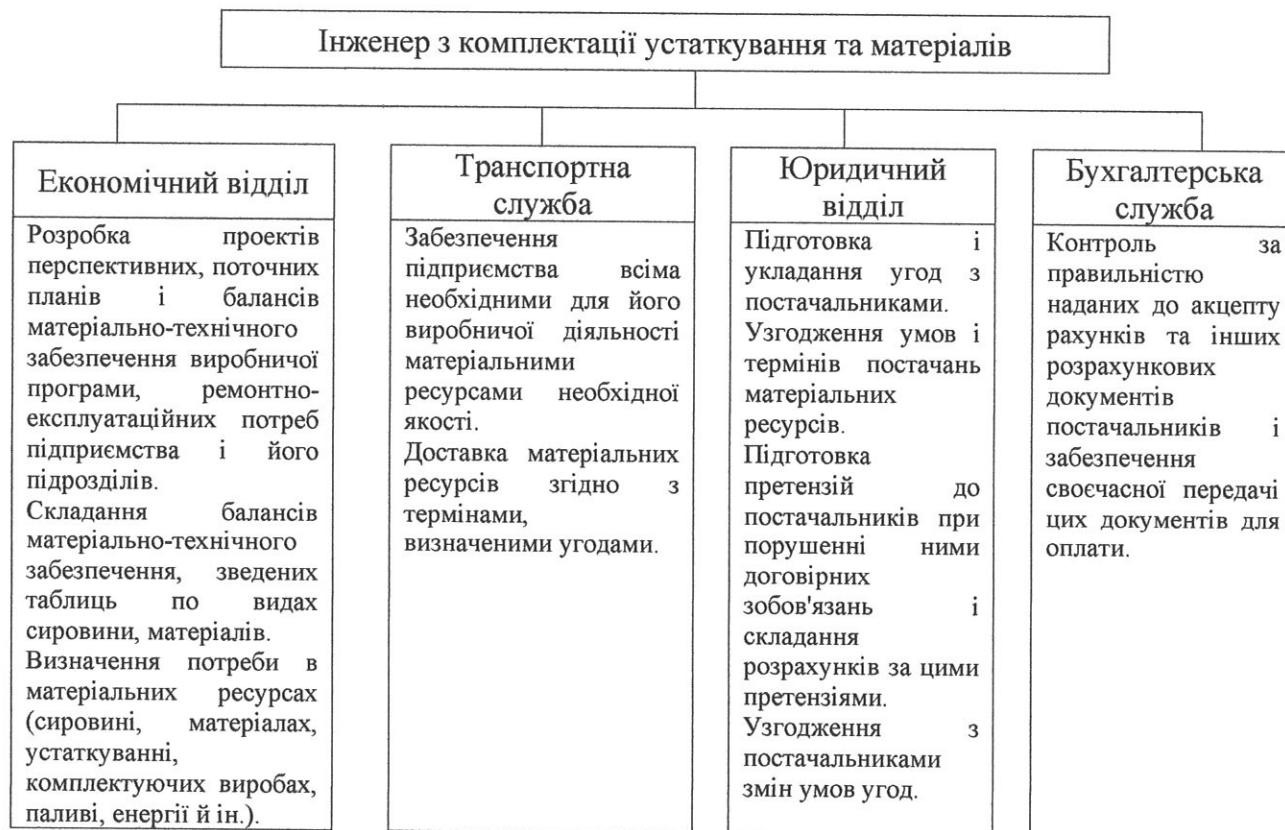 Інженер з комплектації устаткування та матеріалів
Економічний відділ
Розробка проектів
перспективних, поточних
планів і балансів
матеріально-технічного
забезпечення виробничої
програми, ремонтно-
експлуатаційних потреб
підприємства і його
підрозділів.
Складання балансів
матеріально-технічного
забезпечення, зведених
таблиць по видах
сировини, матеріалів.
Визначення потреби в
матеріальних ресурсах
(сировині, матеріалах,
устаткуванні,
комплектуючих виробах,
паливі, енергії й ін.).
Транспортна
служба
Забезпечення
підприємства всіма
необхідними для його
виробничої діяльності
матеріальними
ресурсами необхідної
якості.
Доставка матеріальних
ресурсів згідно з
термінами,
визначеними угодами.
Юридичний
відділ
Підготовка і
укладання угод з
постачальниками.
Узгодження умов і
термінів постачань
матеріальних
ресурсів.
Підготовка
претензій до
постачальників при
порушенні ними
договірних
зобов'язань і
складання
розрахунків за цими
претензіями.
Узгодження з
постачальниками
змін умов угод.
Бухгалтерська
служба
Контроль за
правильністю
наданих до акцепту
рахунків та інших
розрахункових
документів
постачальників і
забезпечення
своєчасної передачі
цих документів для
оплати.